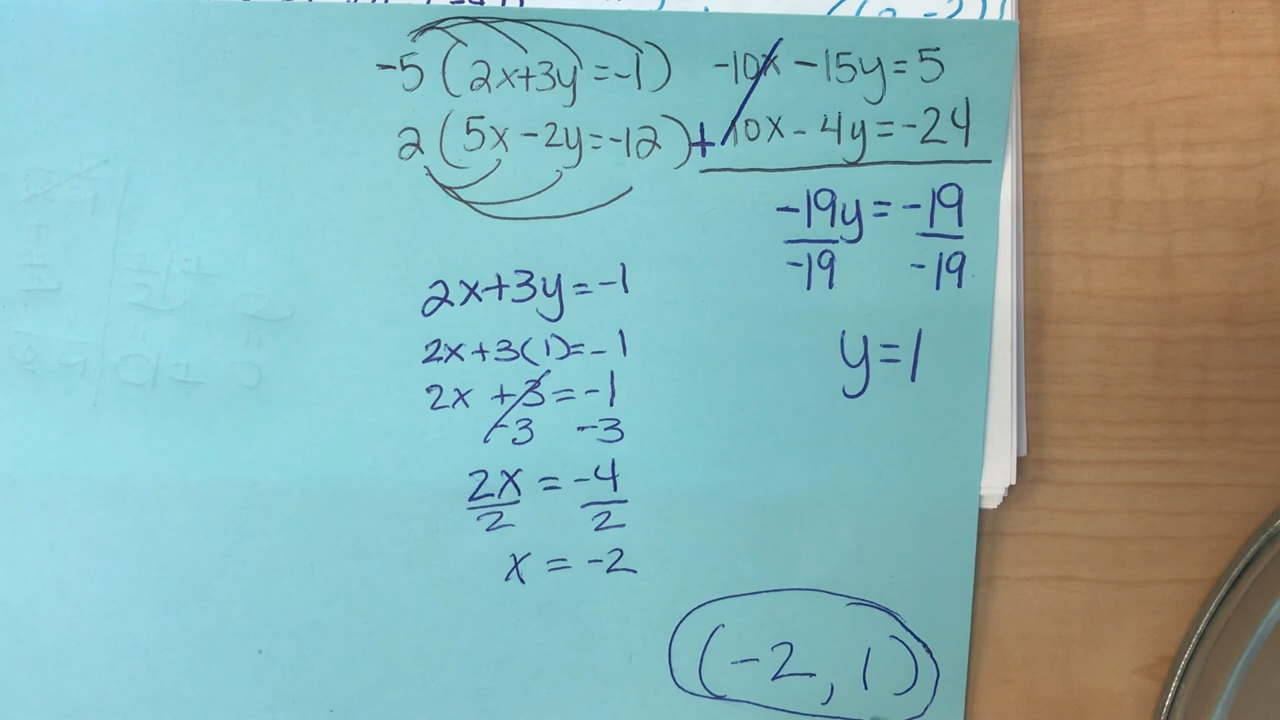 -5 (2x+3y=-1) -10x -15y=5
2 (5x-2y=-12) + 10x - 4y=-24
-19y = -19
-19 -19
y=1
2x+3y=-1
2x+3(1)=-1
2x +3=-1
-3 -3
2x = -4
2 2
x = -2
(-2, 1)